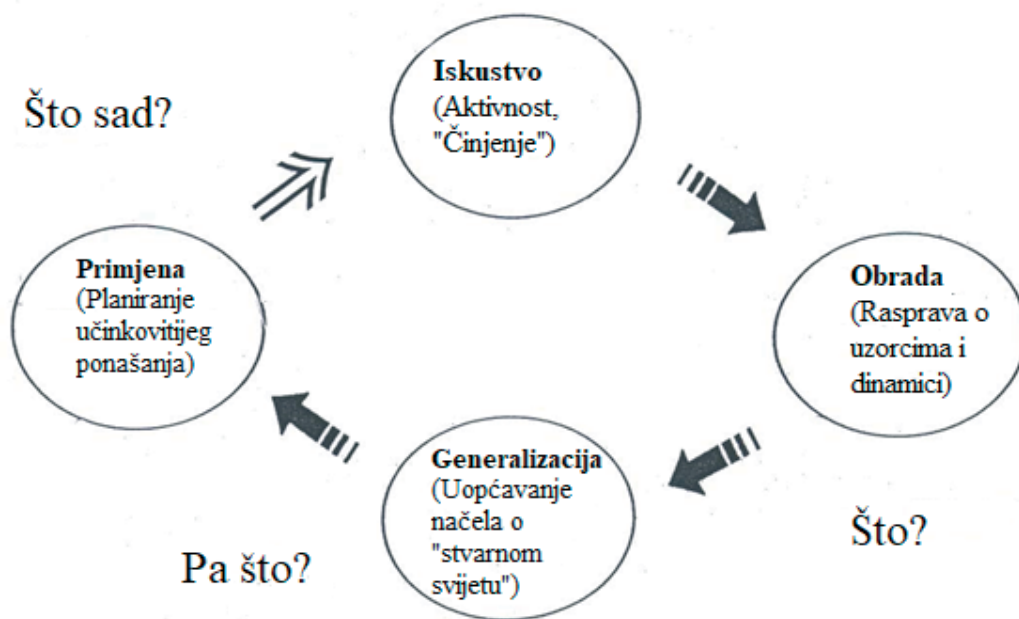 Što sad?
Iskustvo
(Aktivnost,
"Činjenje")
Obrada
(Rasprava o
uzorcima i
dinamici)
Što?
Generalizacija
(Uopćavanje
načela o
"stvarnom
svijetu")
Pa što?
Primjena
(Planiranje
učinkovitijeg
ponašanja)